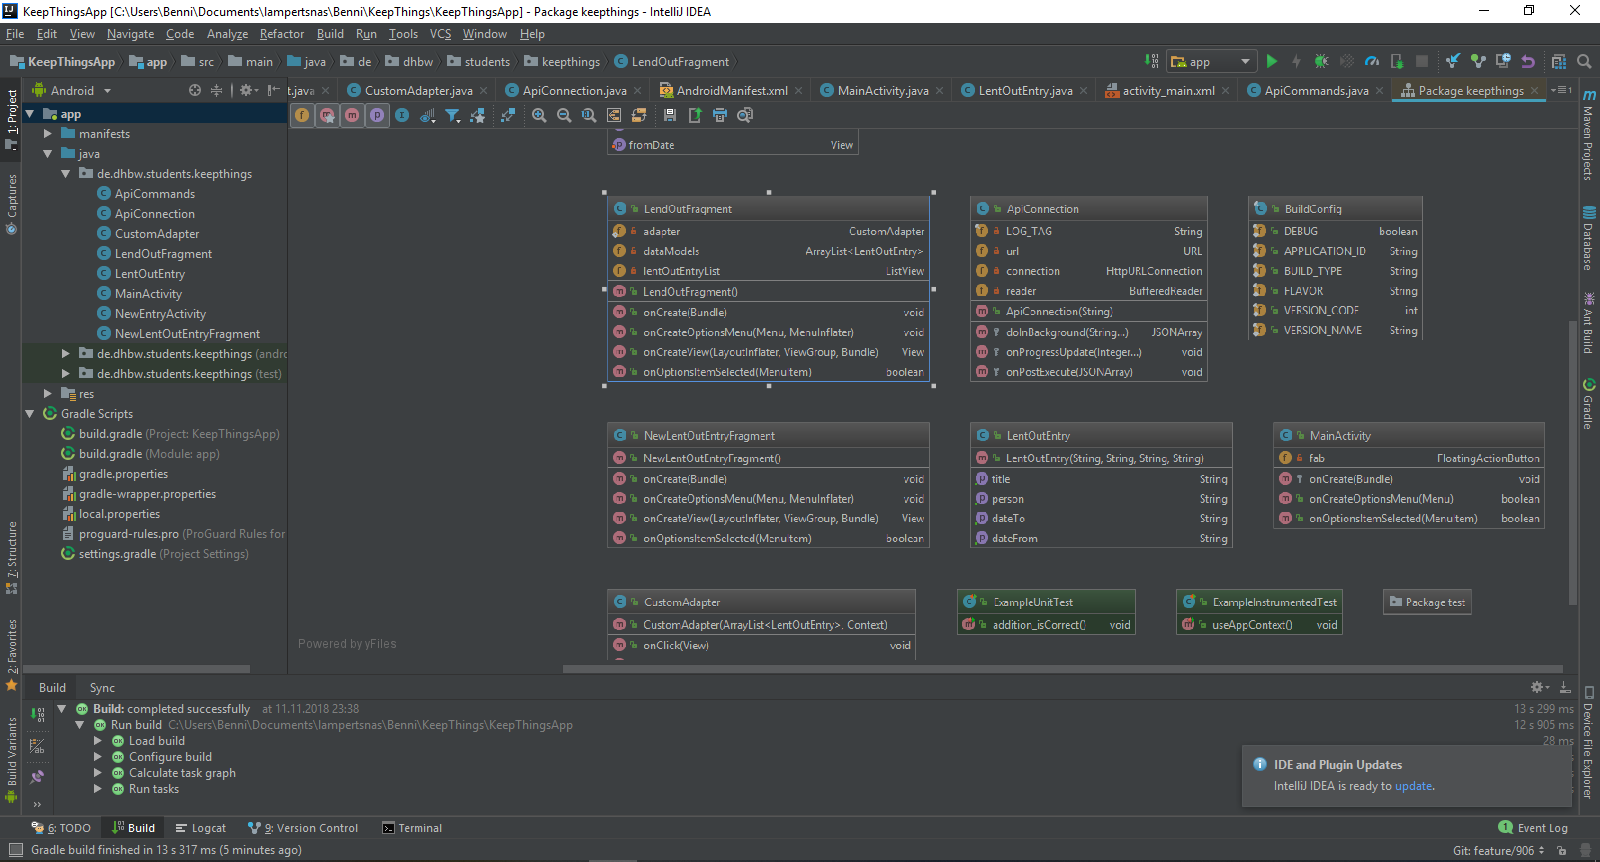 KeepThingsApp [C:\Users\Benni\Documents\lampertsnas\Benni\KeepThings\KeepThingsApp] - Package keepthings - IntelliJ IDEA
File Edit View Navigate Code Analyze Refactor Build Run Tools VCS Window Help
KeepThingsApp app src main java de dhbw students keepthings LendOutFragment app
Android t.java CustomAdapter.java ApiConnection.java AndroidManifest.xml MainActivity.java LentOutEntry.java activity_main.xml ApiCommands.java Package keepthings
1: Project
Captures
7: Structure
2: Favorites
Build Variants
app
manifests
java
de.dhbw.students.keepthings
ApiCommands
ApiConnection
CustomAdapter
LendOutFragment
LentOutEntry
MainActivity
NewEntryActivity
NewLentOutEntryFragment
de.dhbw.students.keepthings (andro
de.dhbw.students.keepthings (test)
res
Gradle Scripts
build.gradle (Project: KeepThingsApp)
build.gradle (Module: app)
gradle.properties
gradle-wrapper.properties
local.properties
proguard-rules.pro (ProGuard Rules for
settings.gradle (Project Settings)
fromDate View
LendOutFragment
adapter CustomAdapter
dataModels ArrayList<LentOutEntry>
lentOutEntryList ListView
LendOutFragment()
onCreate(Bundle) void
onCreateOptionsMenu(Menu, MenuInflater) void
onCreateView(LayoutInflater, ViewGroup, Bundle) View
onOptionsItemSelected(MenuItem) boolean
ApiConnection
LOG_TAG String
url URL
connection HttpURLConnection
reader BufferedReader
ApiConnection(String)
doInBackground(String...) JSONArray
onProgressUpdate(Integer...) void
onPostExecute(JSONArray) void
BuildConfig
DEBUG boolean
APPLICATION_ID String
BUILD_TYPE String
FLAVOR String
VERSION_CODE int
VERSION_NAME String
NewLentOutEntryFragment
NewLentOutEntryFragment()
onCreate(Bundle) void
onCreateOptionsMenu(Menu, MenuInflater) void
onCreateView(LayoutInflater, ViewGroup, Bundle) View
onOptionsItemSelected(MenuItem) boolean
LentOutEntry
LentOutEntry(String, String, String, String)
title String
person String
dateTo String
dateFrom String
MainActivity
fab FloatingActionButton
onCreate(Bundle) void
onCreateOptionsMenu(Menu) boolean
onOptionsItemSelected(MenuItem) boolean
CustomAdapter
CustomAdapter(ArrayList<LentOutEntry>, Context)
onClick(View) void
ExampleUnitTest
addition_isCorrect() void
ExampleInstrumentedTest
useAppContext() void
Package test
Powered by yFiles
Maven Projects
Database
Ant Build
Gradle
Device File Explorer
Build Sync
Build: completed successfully at 11.11.2018 23:38 13 s 299 ms
Run build C:\Users\Benni\Documents\lampertsnas\Benni\KeepThings\KeepThingsApp 12 s 905 ms
Load build 28 ms
Configure build
Calculate task graph
Run tasks
IDE and Plugin Updates
IntelliJ IDEA is ready to update.
6: TODO Build Logcat 9: Version Control Terminal 1 Event Log
Gradle build finished in 13 s 317 ms (5 minutes ago) Git: feature/906